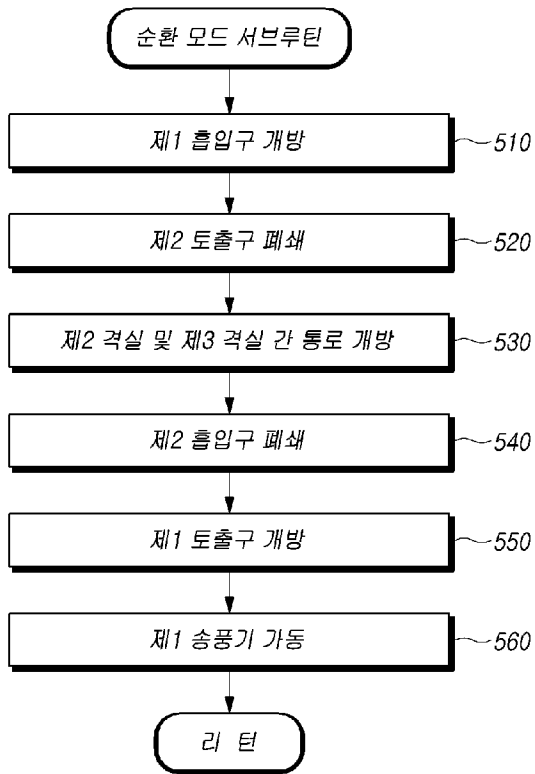 순환 모드 서브루틴
제1 흡입구 개방
510
제2 토출구 폐쇄
520
제2 격실 및 제3 격실 간 통로 개방
530
제2 흡입구 폐쇄
540
제1 토출구 개방
550
제1 송풍기 가동
560
리 턴